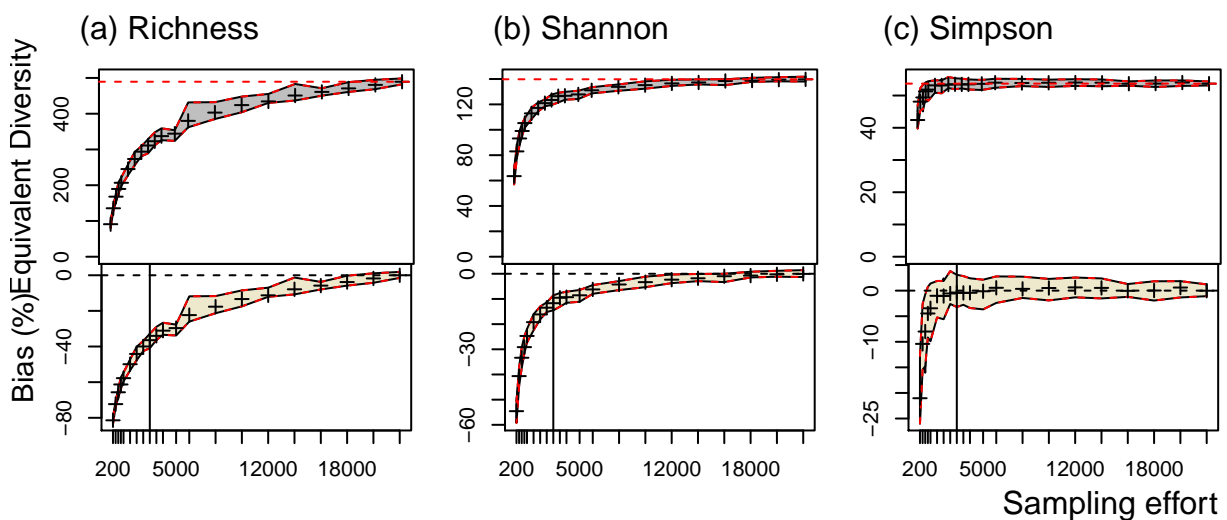 (a) Richness
(b) Shannon
(c) Simpson
Equivalent Diversity
0
200
400
0
40
80
120
0
20
40
Bias (%)
−80
−40
−20
0
−60
−30
0
−25
−10
0
200 5000 12000 18000
200 5000 12000 18000
200 5000 12000 18000
Sampling effort